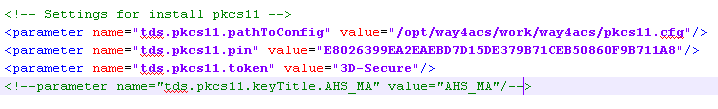 <!-- Settings for install pkcs11 -->
<parameter name="tds.pkcs11.pathToConfig" value="/opt/way4acs/work/way4acs/pkcs11.cfg"/>
<parameter name="tds.pkcs11.pin" value="E8026399EA2EAEBD7D15DE379B71CEB50860F9B711A8"/>
<parameter name="tds.pkcs11.token" value="3D-Secure"/>
<!--parameter name="tds.pkcs11.keyTitle.AHS_MA" value="AHS_MA"/-->